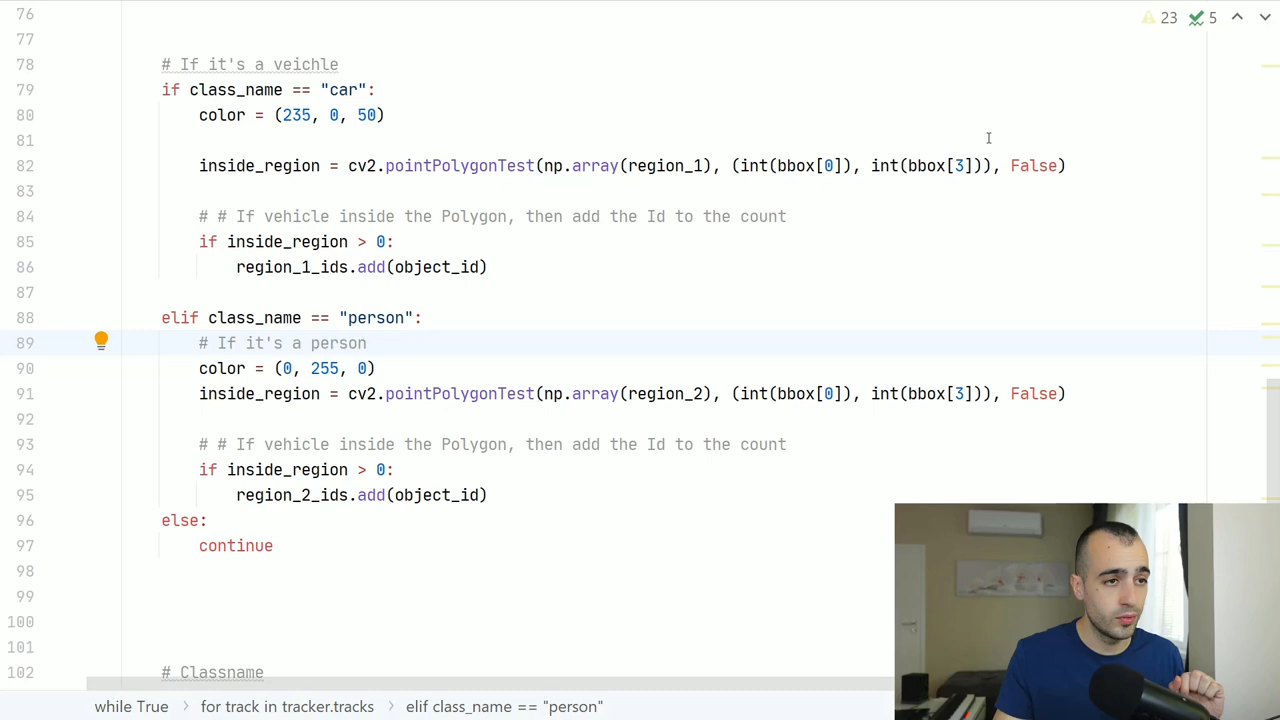 76
23 5
77
78 # If it's a veichle
79 if class_name == "car":
80 color = (235, 0, 50)
81
82 inside_region = cv2.pointPolygonTest(np.array(region_1), (int(bbox[0]), int(bbox[3])), False)
83
84 # # If vehicle inside the Polygon, then add the Id to the count
85 if inside_region > 0:
86 region_1_ids.add(object_id)
87
88 elif class_name == "person":
89 # If it's a person
90 color = (0, 255, 0)
91 inside_region = cv2.pointPolygonTest(np.array(region_2), (int(bbox[0]), int(bbox[3])), False)
92
93 # # If vehicle inside the Polygon, then add the Id to the count
94 if inside_region > 0:
95 region_2_ids.add(object_id)
96 else:
97 continue
98
99
100
101
102 # Classname
while True > for track in tracker.tracks > elif class_name == "person"